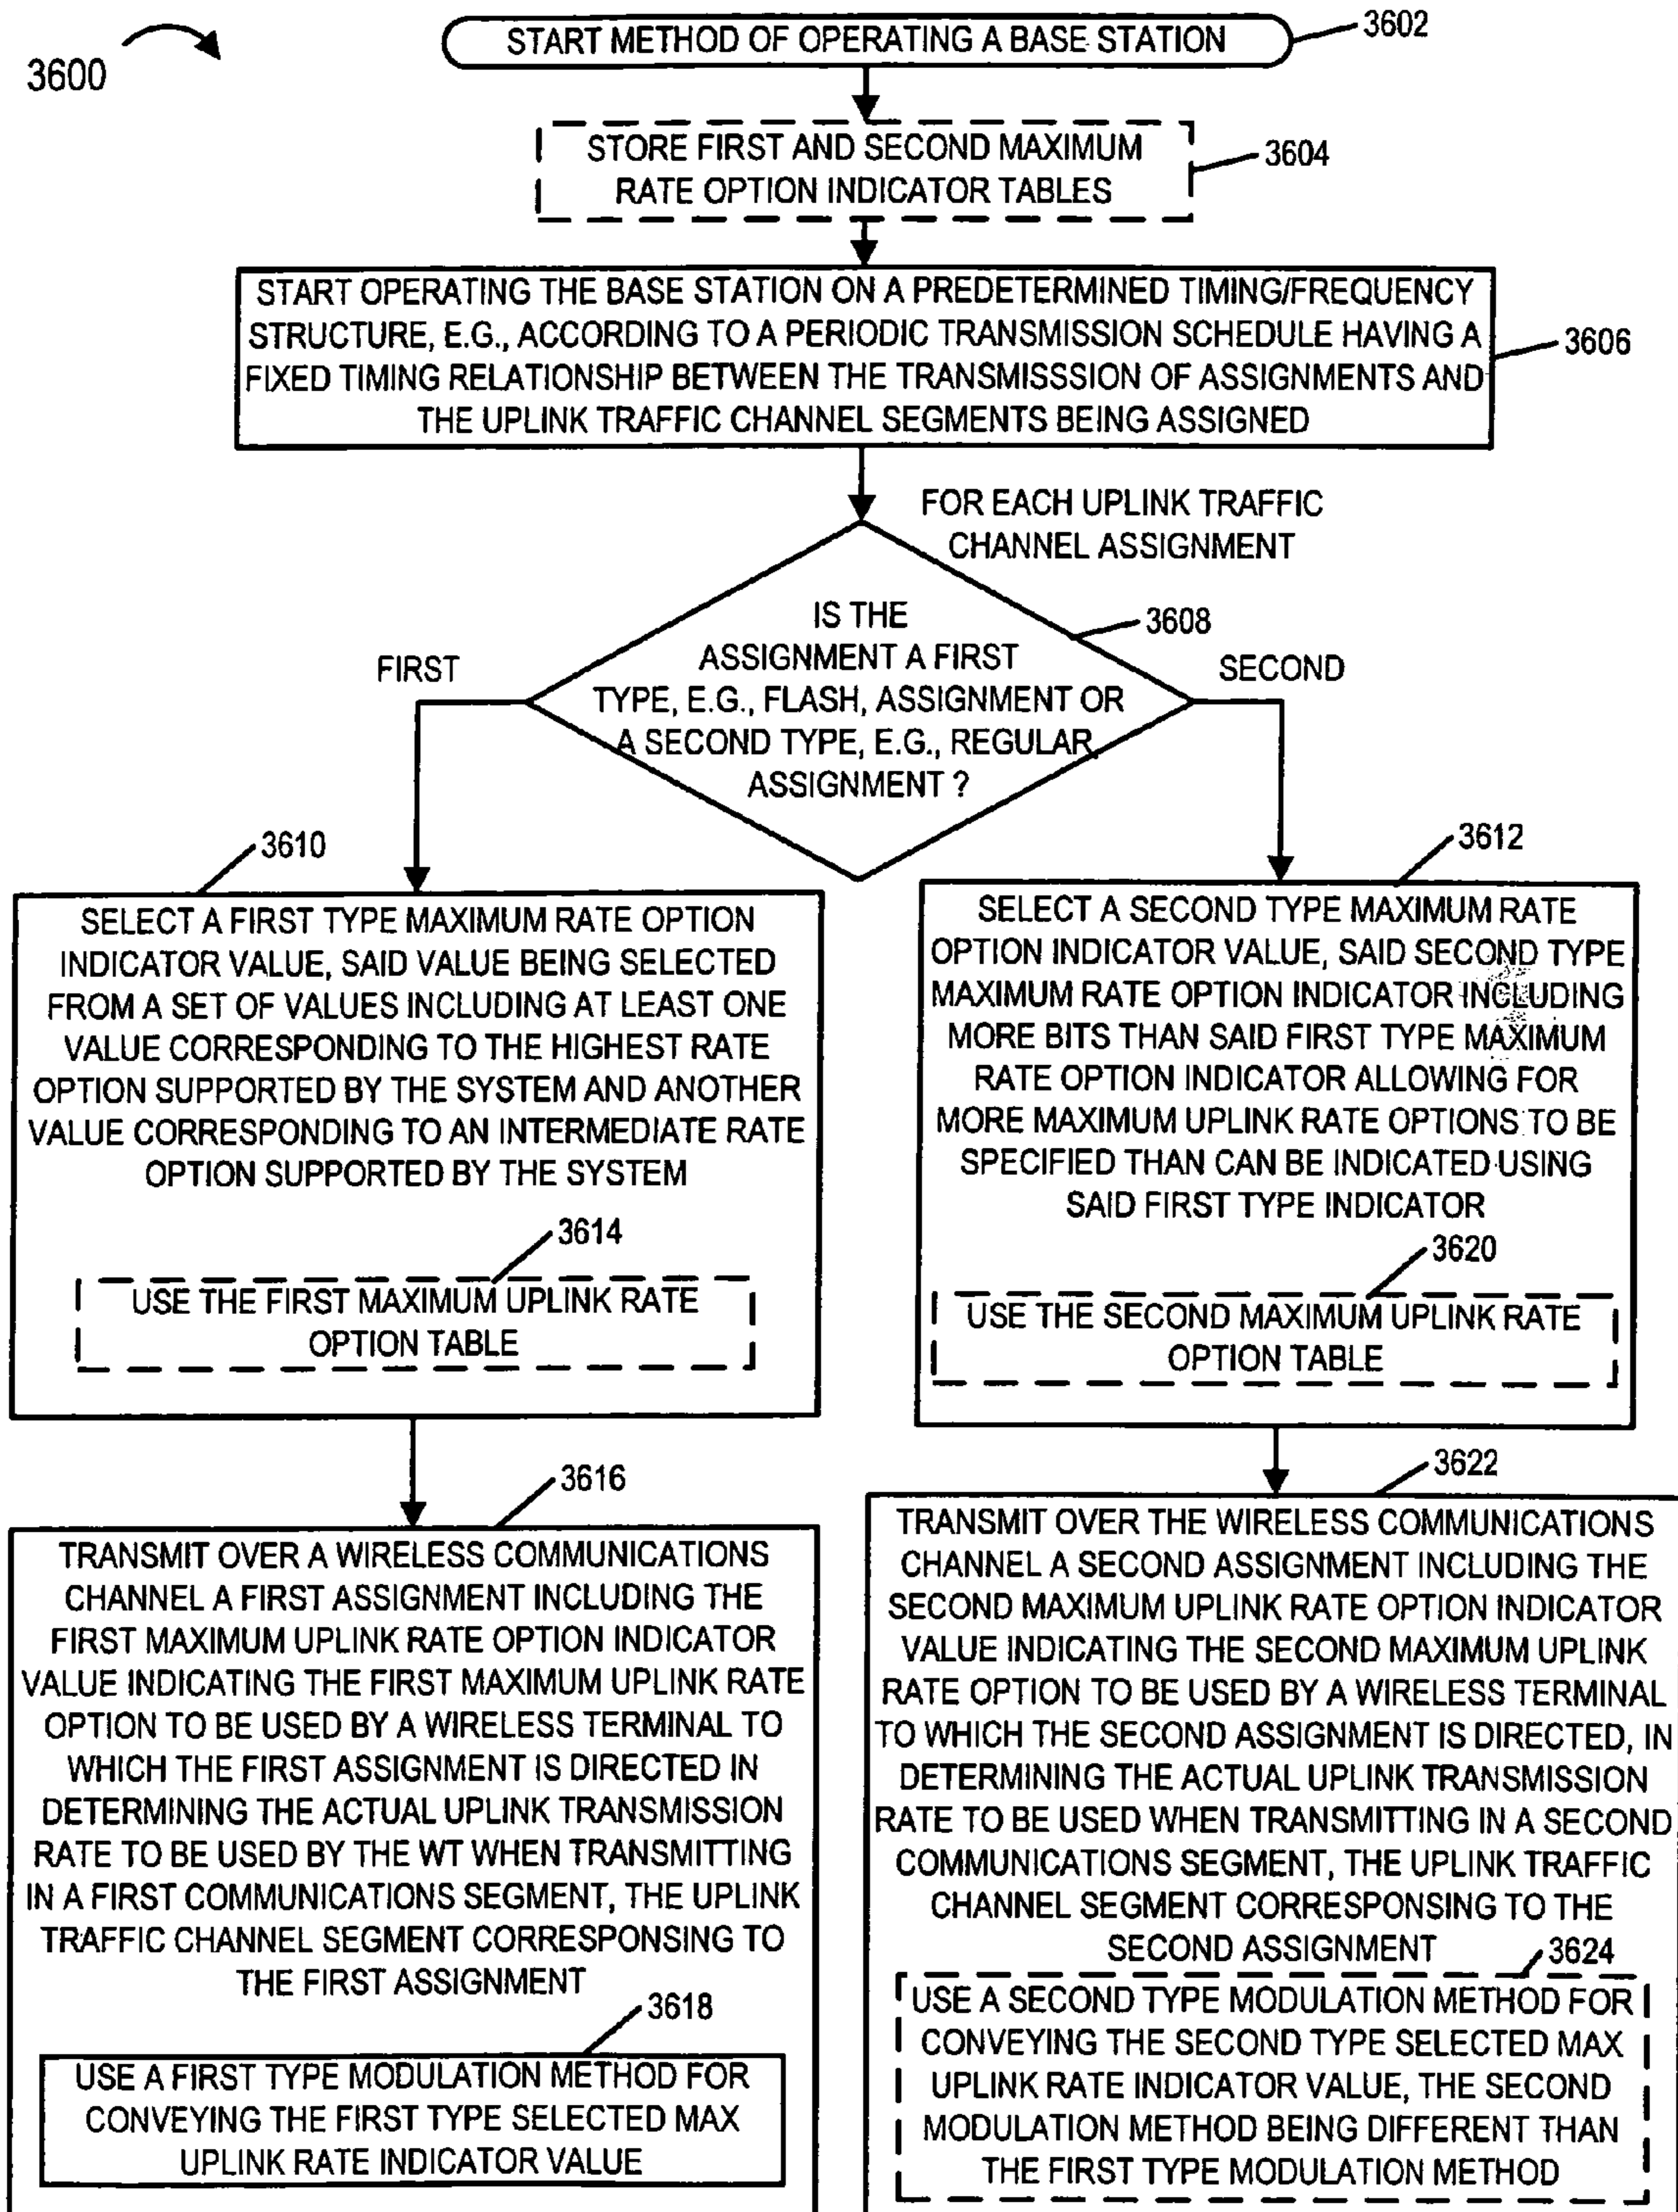 3600
START METHOD OF OPERATING A BASE STATION
3602
STORE FIRST AND SECOND MAXIMUM
RATE OPTION INDICATOR TABLES
3604
START OPERATING THE BASE STATION ON A PREDETERMINED TIMING/FREQUENCY
STRUCTURE, E.G., ACCORDING TO A PERIODIC TRANSMISSION SCHEDULE HAVING A
FIXED TIMING RELATIONSHIP BETWEEN THE TRANSMISSSION OF ASSIGNMENTS AND
THE UPLINK TRAFFIC CHANNEL SEGMENTS BEING ASSIGNED
3606
FOR EACH UPLINK TRAFFIC
CHANNEL ASSIGNMENT
IS THE
ASSIGNMENT A FIRST
TYPE, E.G., FLASH, ASSIGNMENT OR
A SECOND TYPE, E.G., REGULAR
ASSIGNMENT ?
3608
FIRST
SECOND
3610
SELECT A FIRST TYPE MAXIMUM RATE OPTION
INDICATOR VALUE, SAID VALUE BEING SELECTED
FROM A SET OF VALUES INCLUDING AT LEAST ONE
VALUE CORRESPONDING TO THE HIGHEST RATE
OPTION SUPPORTED BY THE SYSTEM AND ANOTHER
VALUE CORRESPONDING TO AN INTERMEDIATE RATE
OPTION SUPPORTED BY THE SYSTEM
3614
USE THE FIRST MAXIMUM UPLINK RATE
OPTION TABLE
3612
SELECT A SECOND TYPE MAXIMUM RATE
OPTION INDICATOR VALUE, SAID SECOND TYPE
MAXIMUM RATE OPTION INDICATOR INCLUDING
MORE BITS THAN SAID FIRST TYPE MAXIMUM
RATE OPTION INDICATOR ALLOWING FOR
MORE MAXIMUM UPLINK RATE OPTIONS TO BE
SPECIFIED THAN CAN BE INDICATED USING
SAID FIRST TYPE INDICATOR
3620
USE THE SECOND MAXIMUM UPLINK RATE
OPTION TABLE
3616
TRANSMIT OVER A WIRELESS COMMUNICATIONS
CHANNEL A FIRST ASSIGNMENT INCLUDING THE
FIRST MAXIMUM UPLINK RATE OPTION INDICATOR
VALUE INDICATING THE FIRST MAXIMUM UPLINK RATE
OPTION TO BE USED BY A WIRELESS TERMINAL TO
WHICH THE FIRST ASSIGNMENT IS DIRECTED IN
DETERMINING THE ACTUAL UPLINK TRANSMISSION
RATE TO BE USED BY THE WT WHEN TRANSMITTING
IN A FIRST COMMUNICATIONS SEGMENT, THE UPLINK
TRAFFIC CHANNEL SEGMENT CORRESPONSING TO
THE FIRST ASSIGNMENT
3618
USE A FIRST TYPE MODULATION METHOD FOR
CONVEYING THE FIRST TYPE SELECTED MAX
UPLINK RATE INDICATOR VALUE
3622
TRANSMIT OVER THE WIRELESS COMMUNICATIONS
CHANNEL A SECOND ASSIGNMENT INCLUDING THE
SECOND MAXIMUM UPLINK RATE OPTION INDICATOR
VALUE INDICATING THE SECOND MAXIMUM UPLINK
RATE OPTION TO BE USED BY A WIRELESS TERMINAL
TO WHICH THE SECOND ASSIGNMENT IS DIRECTED, IN
DETERMINING THE ACTUAL UPLINK TRANSMISSION
RATE TO BE USED WHEN TRANSMITTING IN A SECOND
COMMUNICATIONS SEGMENT, THE UPLINK TRAFFIC
CHANNEL SEGMENT CORRESPONSING TO THE
SECOND ASSIGNMENT
3624
USE A SECOND TYPE MODULATION METHOD FOR
CONVEYING THE SECOND TYPE SELECTED MAX
UPLINK RATE INDICATOR VALUE, THE SECOND
MODULATION METHOD BEING DIFFERENT THAN
THE FIRST TYPE MODULATION METHOD